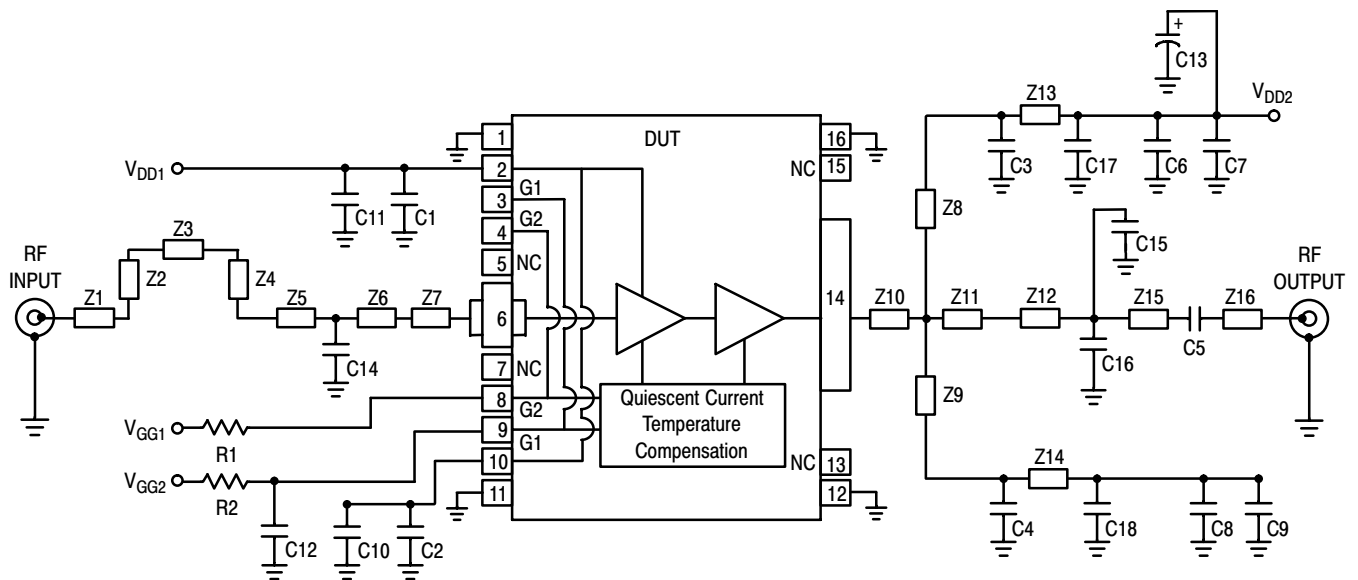 +
C13
VDD2
Z13
C3
C17
C6
C7
DUT
1
16
2
NC 15
VDD1
G1
3
C11
C1
G2
4
Z8
C15
Z3
Z2
Z4
5 NC
RF
INPUT
RF
OUTPUT
Z1
Z5
Z6
Z7
6
14
Z10
Z11
Z12
Z15
Z16
C14
C16
C5
7 NC
8
Quiescent Current
Temperature
Compensation
Z9
VGG1
G2
R1
9
G1
10
NC 13
Z14
VGG2
R2
11
12
C12
C10
C2
C4
C18
C8
C9